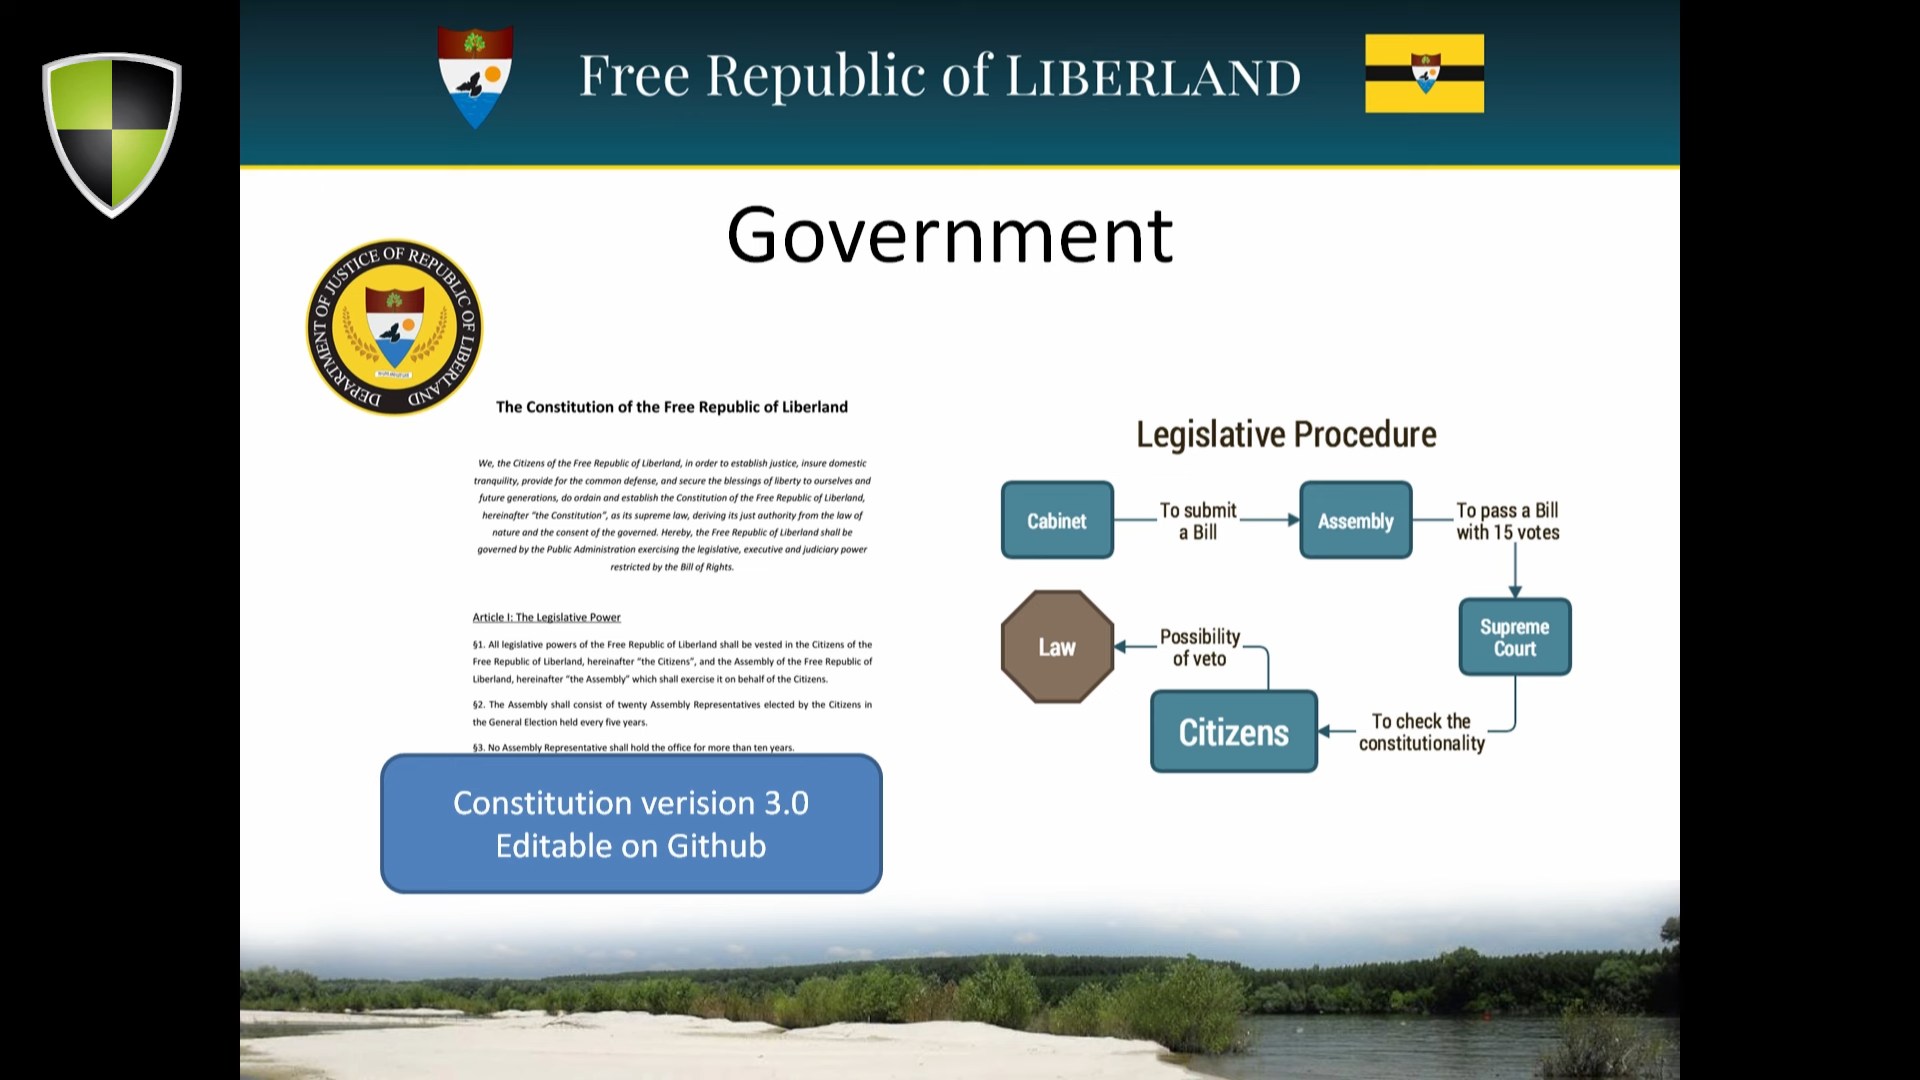 Free Republic of LIBERLAND
Government
DEPARTMENT OF JUSTICE OF REPUBLIC OF LIBERLAND
The Constitution of the Free Republic of Liberland
We, the Citizens of the Free Republic of Liberland, in order to establish justice, insure domestic
tranquility, provide for the common defense, and secure the blessings of liberty to ourselves and
future generations, do ordain and establish the Constitution of the Free Republic of Liberland,
hereinafter "the Constitution", as its supreme law, deriving its just authority from the law of
nature and the consent of the governed. Hereby, the Free Republic of Liberland shall be
governed by the Public Administration exercising the legislative, executive and judiciary power
restricted by the Bill of Rights.
Article I: The Legislative Power
§1. All legislative powers of the Free Republic of Liberland shall be vested in the Citizens of the
Free Republic of Liberland, hereinafter "the Citizens", and the Assembly of the Free Republic of
Liberland, hereinafter "the Assembly" which shall exercise it on behalf of the Citizens.
§2. The Assembly shall consist of twenty Assembly Representatives elected by the Citizens in
the General Election held every five years.
§3. No Assembly Representative shall hold the office for more than ten years.
Constitution verision 3.0
Editable on Github
Legislative Procedure
Cabinet
To submit
a Bill
Assembly
To pass a Bill
with 15 votes
Supreme
Court
To check the
constitutionality
Citizens
Possibility
of veto
Law